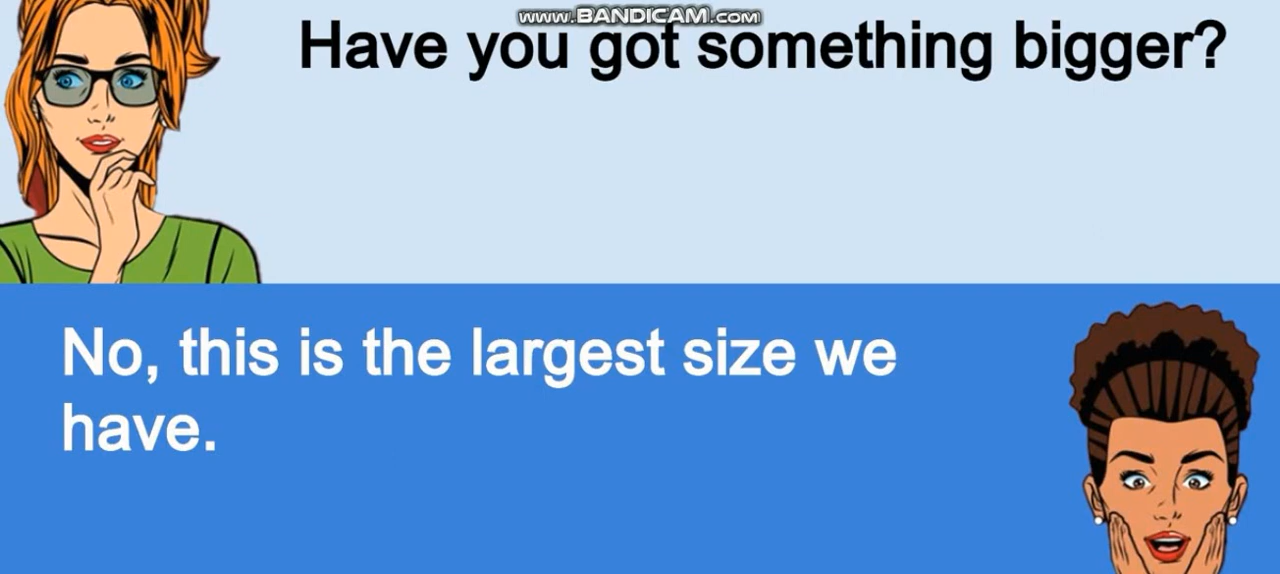 www.BANDICAM.com
Have you got something bigger?
No, this is the largest size we
have.